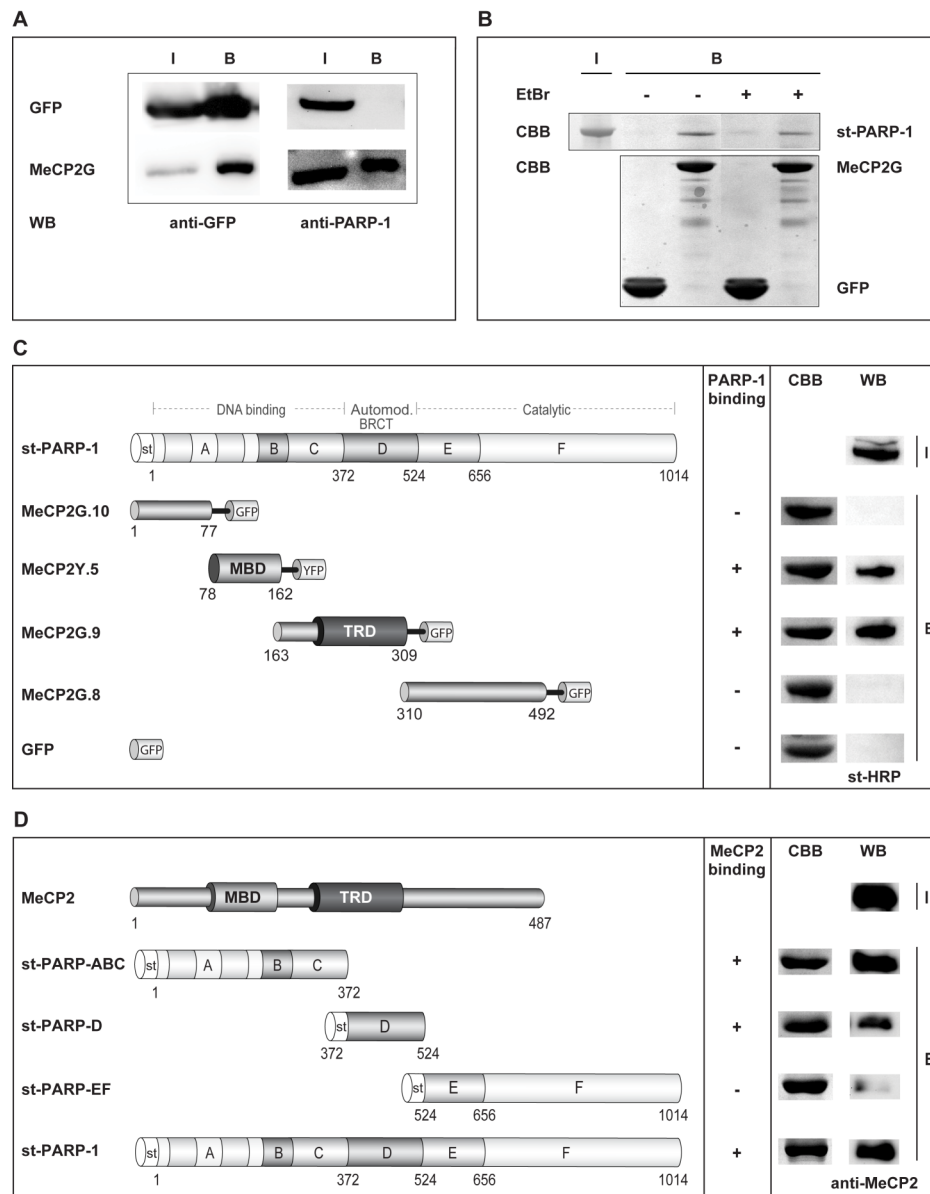 A
I B I B
GFP
MeCP2G
WB anti-GFP anti-PARP-1
B
I B
EtBr - - + +
CBB st-PARP-1
CBB MeCP2G
GFP
C
PARP-1 binding CBB WB
DNA binding Automod. BRCT Catalytic
st-PARP-1 st A B C D E F I
1 372 524 656 1014
MeCP2G.10 GFP -
1 77
MeCP2Y.5 MBD YFP +
78 162
MeCP2G.9 TRD GFP +
163 309
MeCP2G.8 GFP -
310 492
GFP GFP -
st-HRP
D
MeCP2 binding CBB WB
MeCP2 MBD TRD I
1 487
st-PARP-ABC st A B C +
1 372
st-PARP-D st D +
372 524
st-PARP-EF st E F -
524 656 1014
st-PARP-1 st A B C D E F +
1 372 524 656 1014
anti-MeCP2